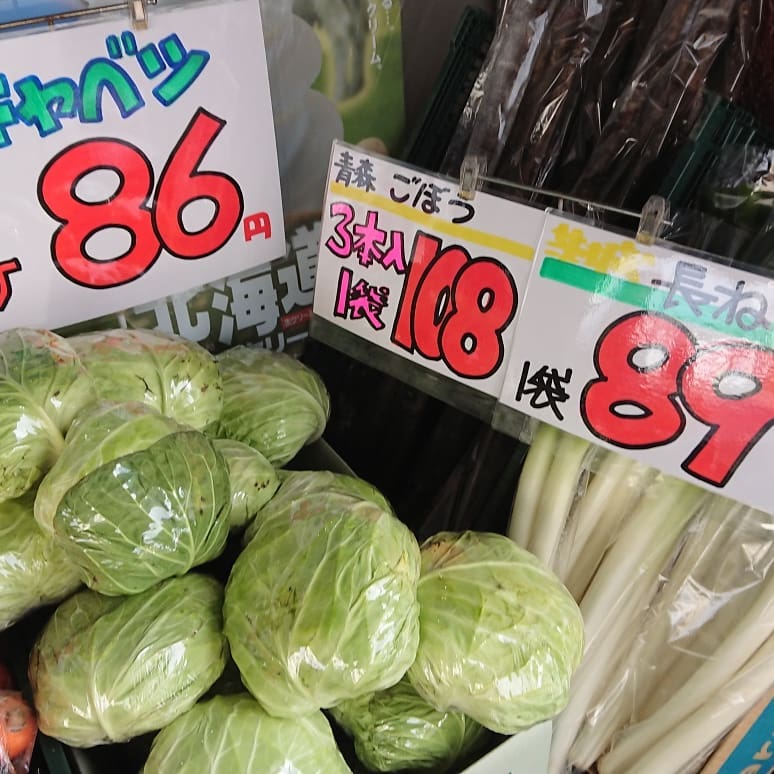 キャベツ
86円
北海道
青森 ごぼう
3本入
1袋
108
長ねぎ
1袋
89